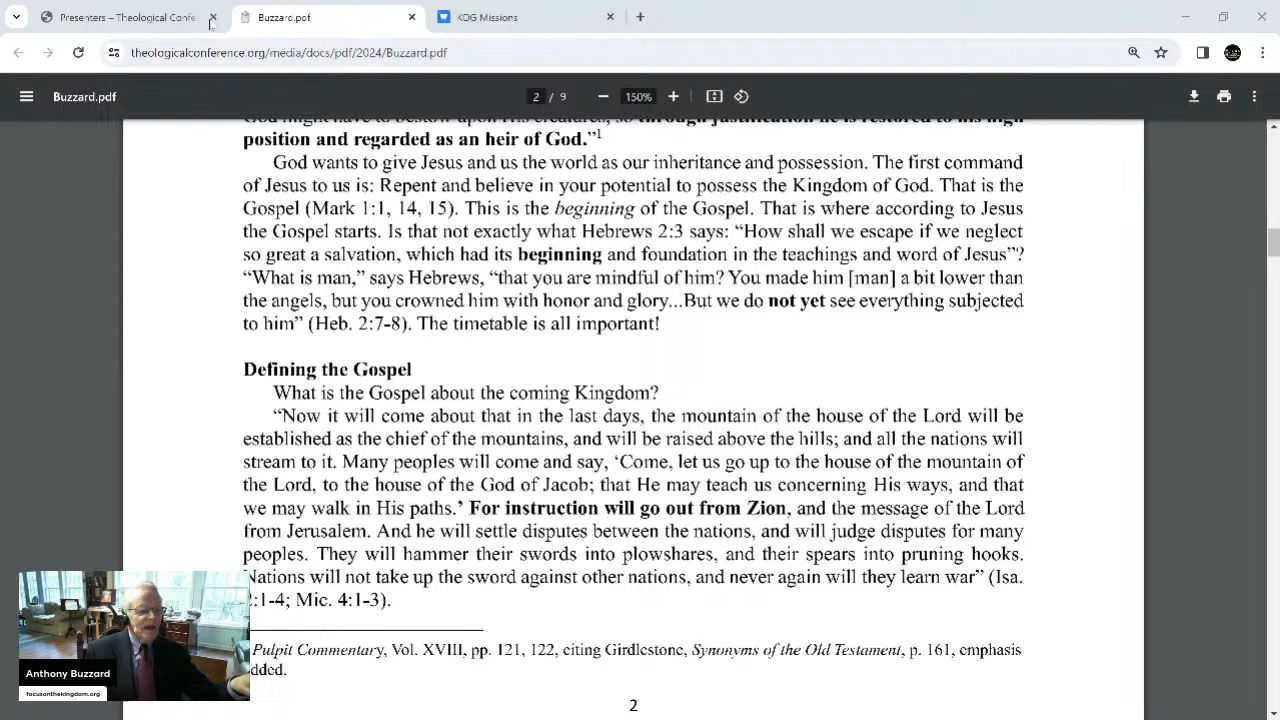 Presenters – Theological Confe
Buzzard.pdf
KOG Missions
theologicalconference.org/media/docs/pdf/2024/Buzzard.pdf
Buzzard.pdf
2 / 9
150%
God might have to bestow upon His creatures, so through justification he is restored to his high
position and regarded as an heir of God.”1
God wants to give Jesus and us the world as our inheritance and possession. The first command
of Jesus to us is: Repent and believe in your potential to possess the Kingdom of God. That is the
Gospel (Mark 1:1, 14, 15). This is the beginning of the Gospel. That is where according to Jesus
the Gospel starts. Is that not exactly what Hebrews 2:3 says: “How shall we escape if we neglect
so great a salvation, which had its beginning and foundation in the teachings and word of Jesus”?
“What is man,” says Hebrews, “that you are mindful of him? You made him [man] a bit lower than
the angels, but you crowned him with honor and glory...But we do not yet see everything subjected
to him” (Heb. 2:7-8). The timetable is all important!
Defining the Gospel
What is the Gospel about the coming Kingdom?
“Now it will come about that in the last days, the mountain of the house of the Lord will be
established as the chief of the mountains, and will be raised above the hills; and all the nations will
stream to it. Many peoples will come and say, ‘Come, let us go up to the house of the mountain of
the Lord, to the house of the God of Jacob; that He may teach us concerning His ways, and that
we may walk in His paths.’ For instruction will go out from Zion, and the message of the Lord
from Jerusalem. And he will settle disputes between the nations, and will judge disputes for many
peoples. They will hammer their swords into plowshares, and their spears into pruning hooks.
Nations will not take up the sword against other nations, and never again will they learn war” (Isa.
:1-4; Mic. 4:1-3).
Pulpit Commentary, Vol. XVIII, pp. 121, 122, citing Girdlestone, Synonyms of the Old Testament, p. 161, emphasis
dded.
2
Anthony Buzzard
focusonthekingdom.org